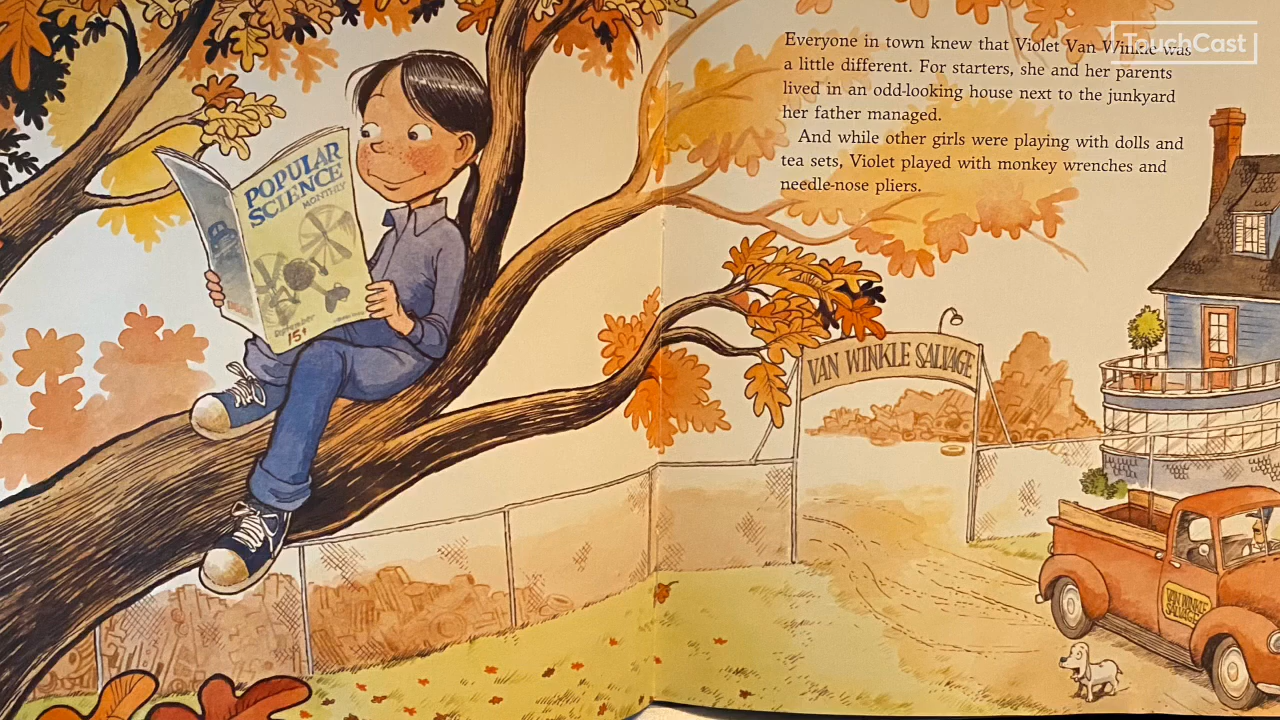 Everyone in town knew that Violet Van Winkle was
a little different. For starters, she and her parents
lived in an odd-looking house next to the junkyard
her father managed.
And while other girls were playing with dolls and
tea sets, Violet played with monkey wrenches and
needle-nose pliers.
TouchCast
POPULAR
SCIENCE
MONTHLY
15¢
VAN WINKLE SALVAGE
VAN WINKLE
SALVAGE